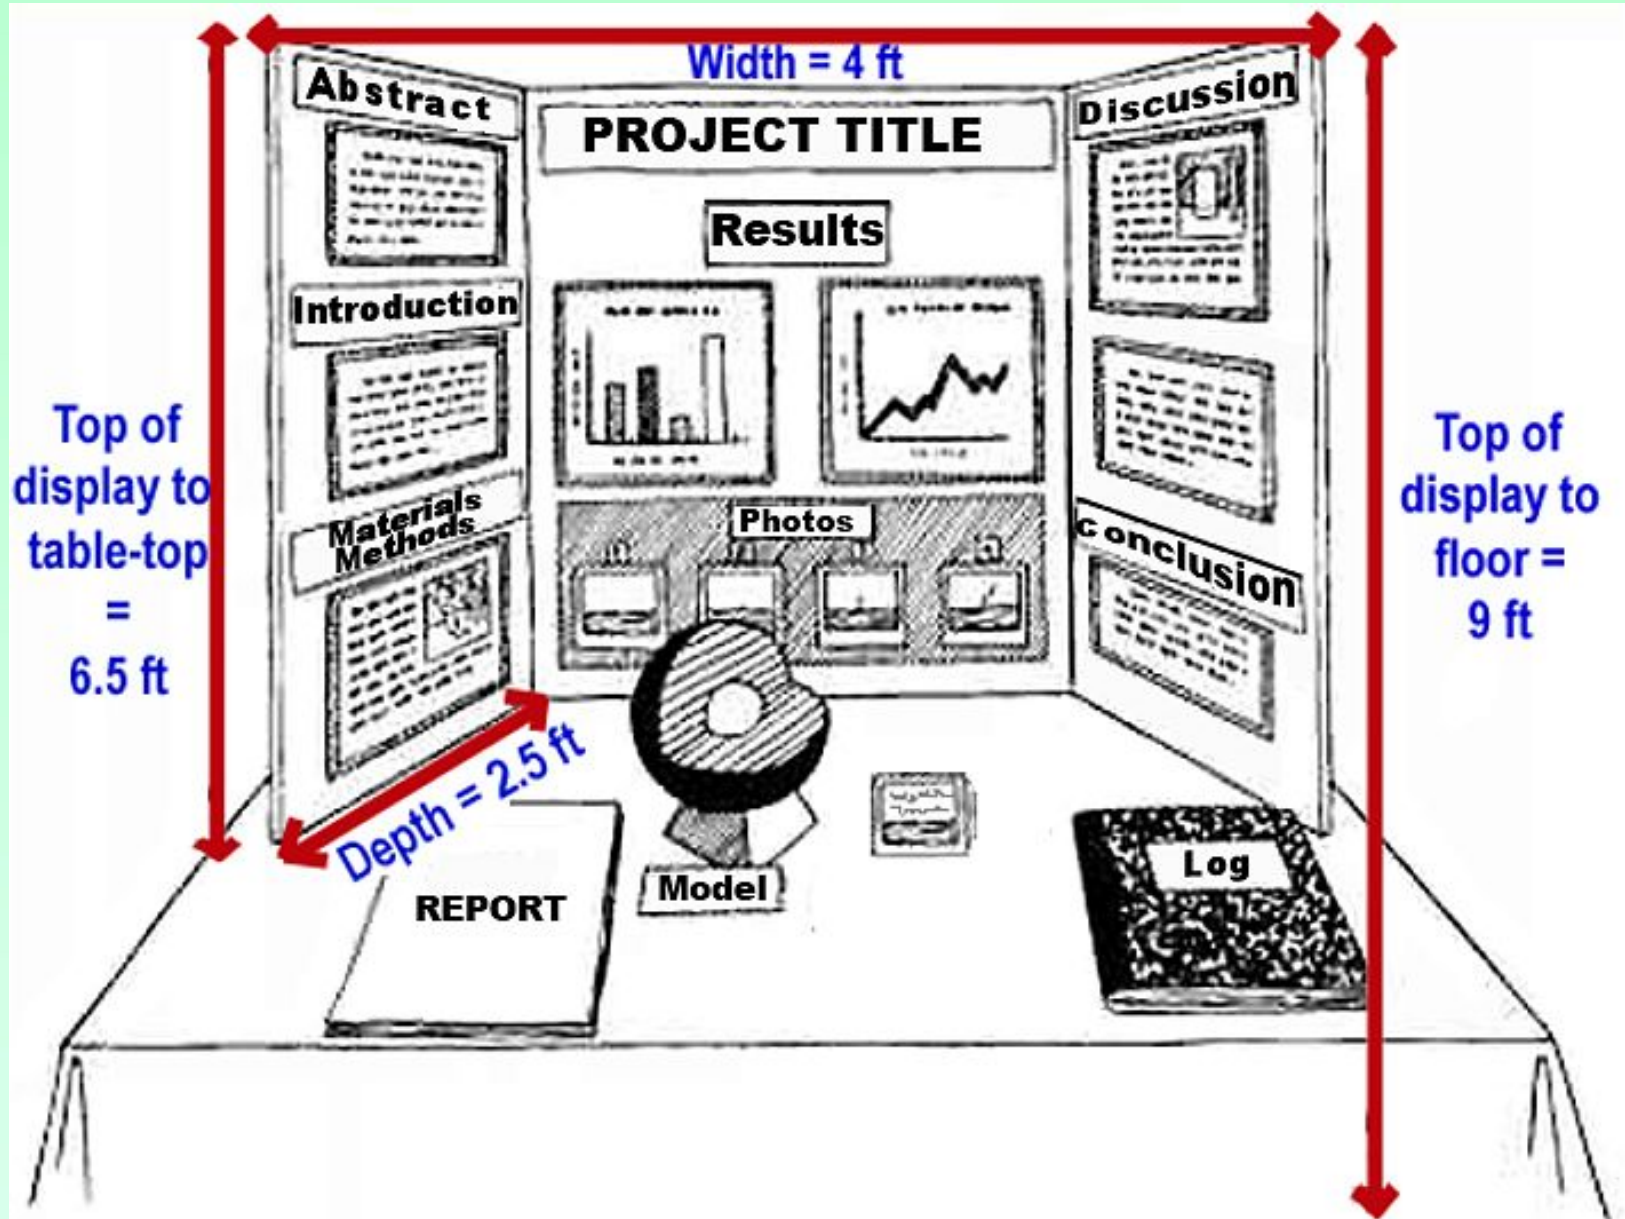 Width = 4 ft
Abstract
PROJECT TITLE
Discussion
Results
Introduction
Top of
display to
table-top
=
6.5 ft
Top of
display to
floor =
9 ft
Materials
Methods
Photos
conclusion
Depth = 2.5 ft
REPORT
Model
Log